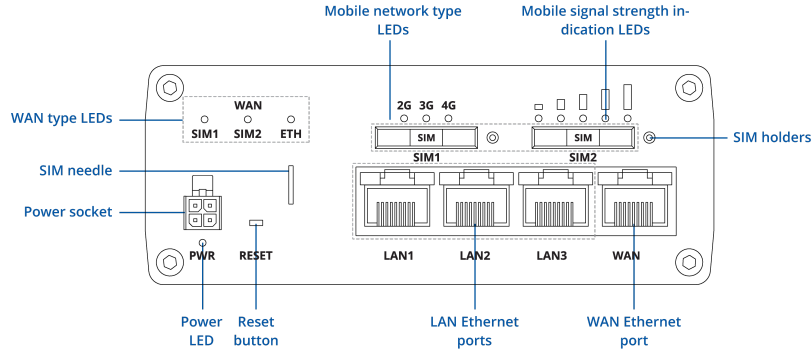 Mobile network type
LEDs
Mobile signal strength in-
dication LEDs
WAN type LEDs
WAN
SIM1 SIM2 ETH
2G 3G 4G
SIM SIM
SIM holders
SIM1 SIM2
SIM needle
Power socket
PWR RESET LAN1 LAN2 LAN3 WAN
Power
LED
Reset
button
LAN Ethernet
ports
WAN Ethernet
port